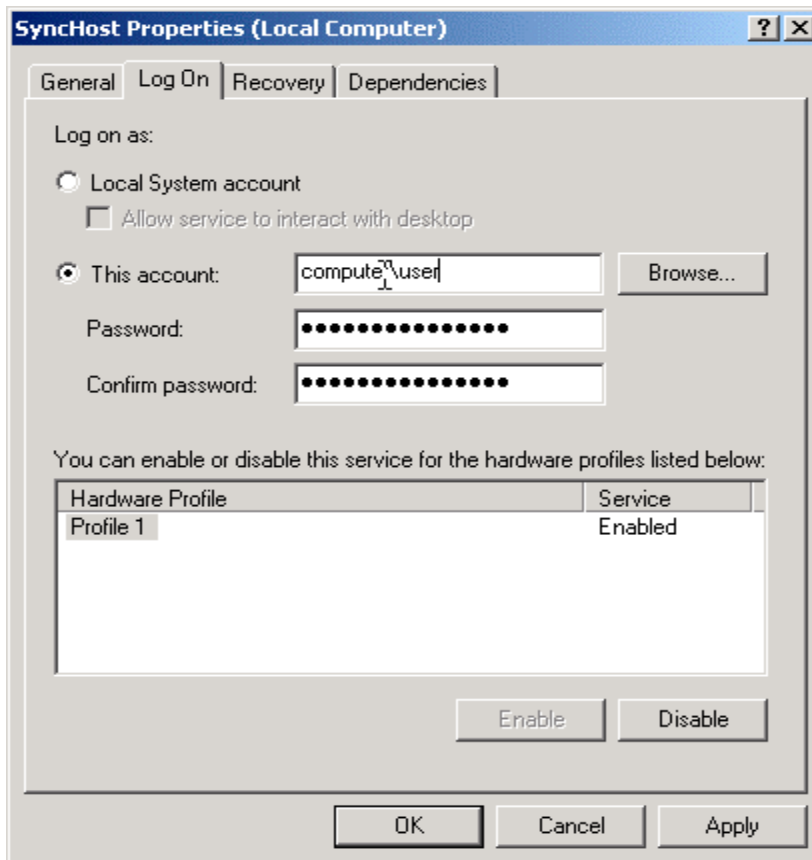 SyncHost Properties (Local Computer)
General Log On Recovery Dependencies
Log on as:
Local System account
Allow service to interact with desktop
This account: compute\user Browse...
Password: ●●●●●●●●●●●●●●●
Confirm password: ●●●●●●●●●●●●●●●
You can enable or disable this service for the hardware profiles listed below:
Hardware Profile Service
Profile 1 Enabled
Enable Disable
OK Cancel Apply